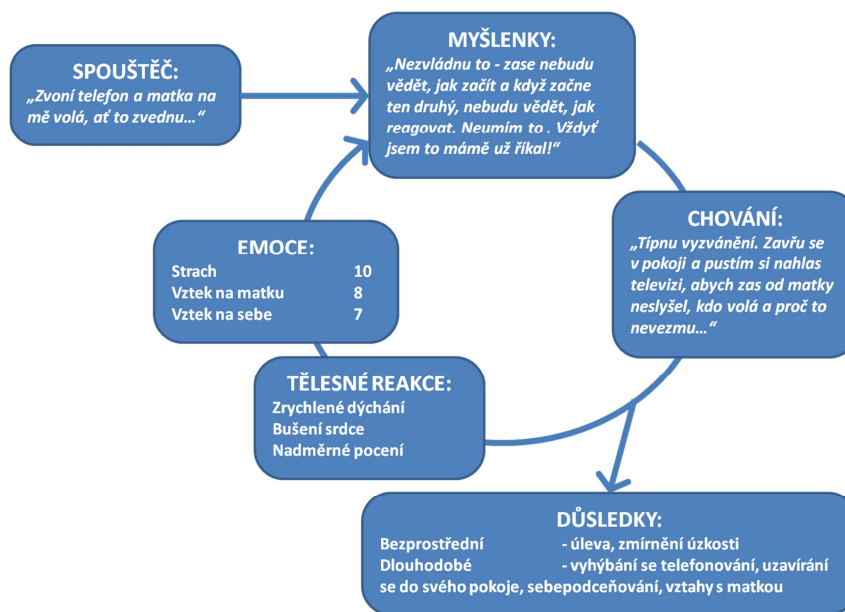 SPOUŠTĚČ:
„Zvoní telefon a matka na
mě volá, ať to zvednu…“
MYŠLENKY:
„Nezvládnu to - zase nebudu
vědět, jak začít a když začne
ten druhý, nebudu vědět, jak
reagovat. Neumím to . Vždyť
jsem to mámě už říkal!“
CHOVÁNÍ:
„Típnu vyzvánění. Zavřu se
v pokoji a pustím si nahlas
televizi, abych zas od matky
neslyšel, kdo volá a proč to
nevezmu…“
EMOCE:
Strach 10
Vztek na matku 8
Vztek na sebe 7
TĚLESNÉ REAKCE:
Zrychlené dýchání
Bušení srdce
Nadměrné pocení
DŮSLEDKY:
Bezprostřední - úleva, zmírnění úzkosti
Dlouhodobé - vyhýbání se telefonování, uzavírání
se do svého pokoje, sebepodceňování, vztahy s matkou